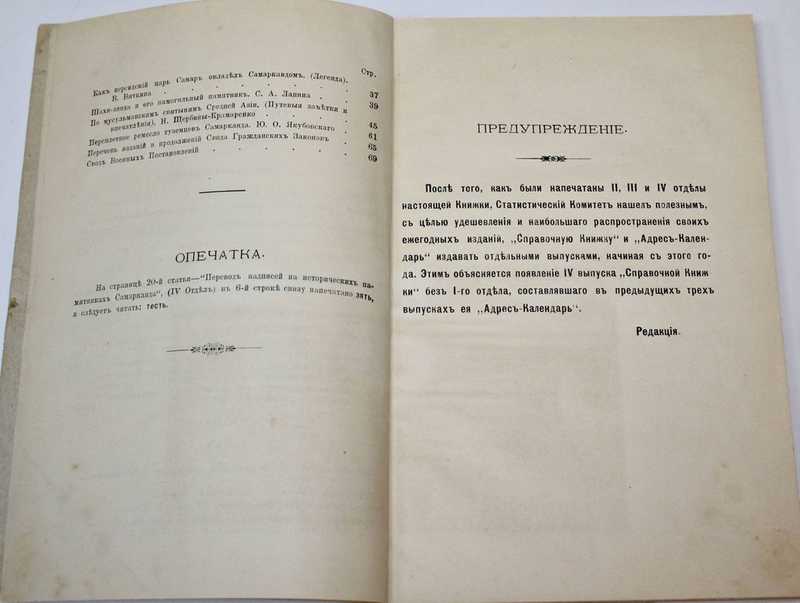 Стр.
Какъ персидскій царь Самаръ овладѣлъ Самаркандомъ. (Легенда).
В. Вяткина . . . . . . . 37
Шахи-зинда и его намогильный памятникъ. С. А. Лапина . . 39
По мусульманскимъ святынямъ Средней Азіи. (Путевыя замѣтки и
впечатлѣнія). Н. Щербины-Крамаренко . . . . . 45
Переплетное ремесло туземцевъ Самарканда. Ю. О. Якубовскаго . 61
Перечень изданій и продолженій Свода Гражданскихъ Законовъ . 65
Сводъ Военныхъ Постановленій . . . . . . 69
ОПЕЧАТКА.
На страницѣ 20-й статья—"Переводъ надписей на историческихъ па-
мятникахъ Самарканда", (IV Отдѣлъ) въ 6-й строкѣ снизу напечатано зять,
а слѣдуетъ читать: тесть.
ПРЕДУПРЕЖДЕНІЕ.
Послѣ того, какъ были напечатаны II, III и IV отдѣлы
настоящей Книжки, Статистическій Комитетъ нашелъ полезнымъ,
съ цѣлью удешевленія и наибольшаго распространенія своихъ
ежегодныхъ изданій, „Справочную Книжку“ и „Адресъ-Кален-
дарь“ издавать отдѣльными выпусками, начиная съ этого го-
да. Этимъ объясняется появленіе IV выпуска „Справочной Книж
ки“ безъ I-го отдѣла, составлявшаго въ предыдущихъ трехъ
выпускахъ ея „Адресъ-Календарь“.
Редакція.